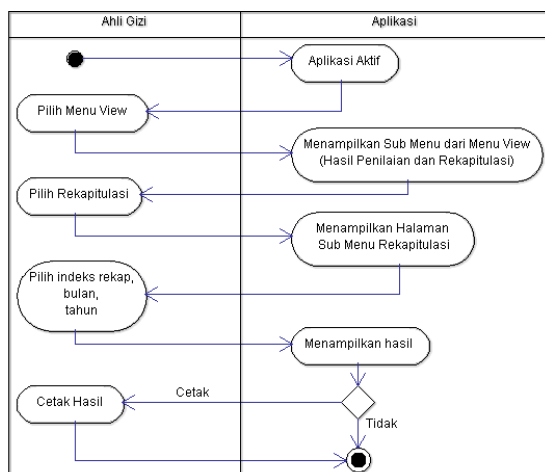 Ahli Gizi
Aplikasi
Aplikasi Aktif
Pilih Menu View
Menampilkan Sub Menu dari Menu View
(Hasil Penilaian dan Rekapitulasi)
Pilih Rekapitulasi
Menampilkan Halaman
Sub Menu Rekapitulasi
Pilih indeks rekap,
bulan,
tahun
Menampilkan hasil
Cetak
Cetak Hasil
Tidak